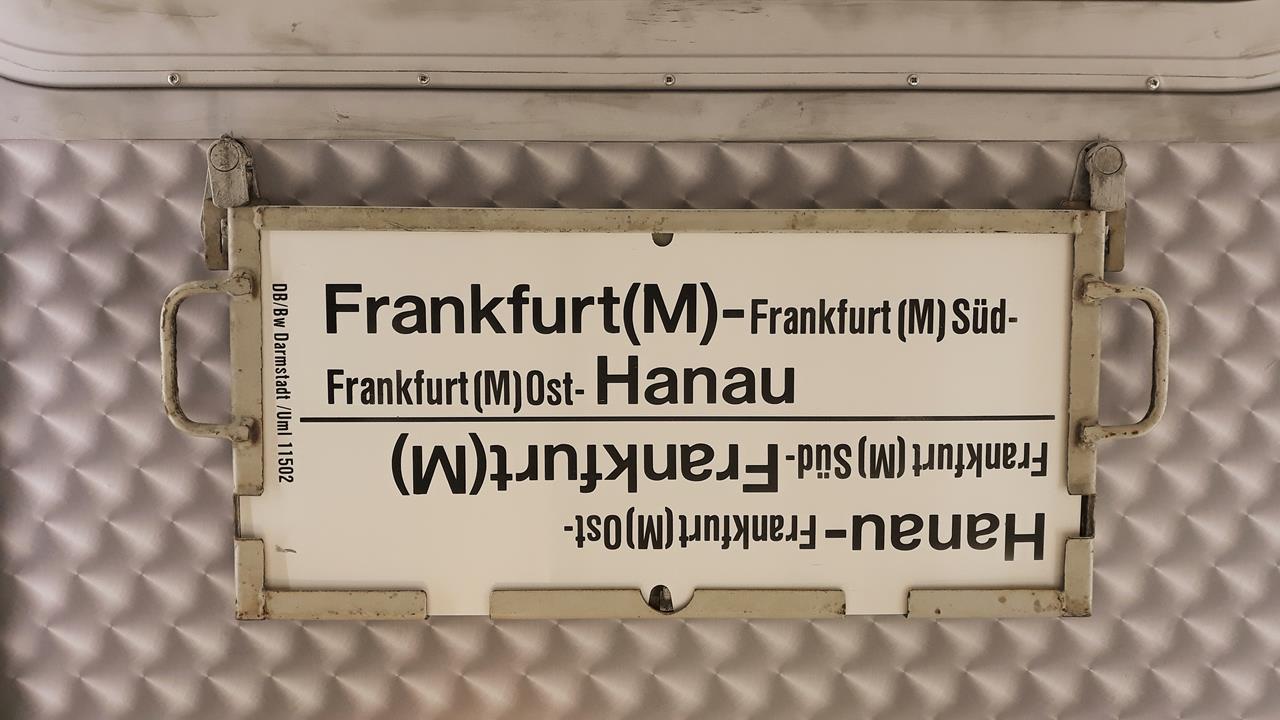 Frankfurt(M)-Frankfurt (M) Süd-
Frankfurt (M) Ost- Hanau
Hanau-Frankfurt(M)Ost-
Frankfurt (M) Süd-Frankfurt(M)
DB/Bw Darmstadt /Uml 11502